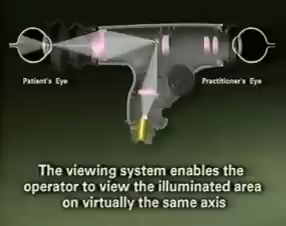 Patient's Eye
Practitioner's Eye
The viewing system enables the
operator to view the illuminated area
on virtually the same axis